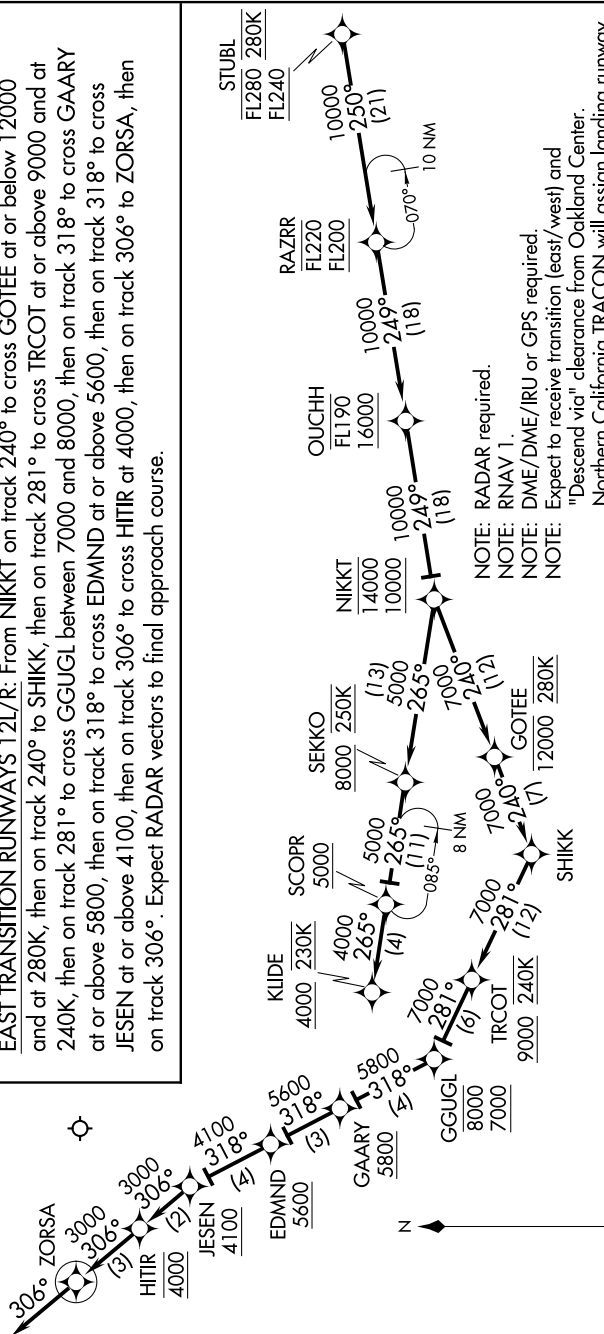 EAST TRANSITION RUNWAYS 12L/R: From NIKKT on track 240° to cross GOTEE at or below 12000
and at 280K, then on track 240° to SHIKK, then on track 281° to cross TRCOT at or above 9000 and at
240K, then on track 281° to cross GGUGL between 7000 and 8000, then on track 318° to cross GAARY
at or above 5800, then on track 318° to cross EDMND at or above 5600, then on track 318° to cross
JESEN at or above 4100, then on track 306° to cross HITIR at 4000, then on track 306° to ZORSA, then
on track 306°. Expect RADAR vectors to final approach course.
STUBL
FL280 280K
FL240
10000
250°
(21)
10 NM
070°
RAZRR
FL220
FL200
10000
249°
(18)
OUCHH
FL190
16000
10000
249°
(18)
NIKKT
14000
10000
(13)
5000
265°
SEKKO
8000 250K
5000
265°
(11)
085°
8 NM
SCOPR
5000
4000
265°
(4)
KLIDE
4000 230K
7000
240°
(12)
GOTEE
12000 280K
7000
240°
(7)
SHIKK
7000
281°
(12)
TRCOT
9000 240K
7000
281°
(6)
GGUGL
8000
7000
5800
318°
(4)
GAARY
5800
5600
318°
(3)
EDMND
5600
4100
318°
(4)
JESEN
4100
3000
306°
(2)
HITIR
4000
3000
306°
(3)
ZORSA
306°
N
NOTE: RADAR required.
NOTE: RNAV 1.
NOTE: DME/DME/IRU or GPS required.
NOTE: Expect to receive transition (east/west) and
"Descend via" clearance from Oakland Center.
Northern California TRACON will assign landing runway